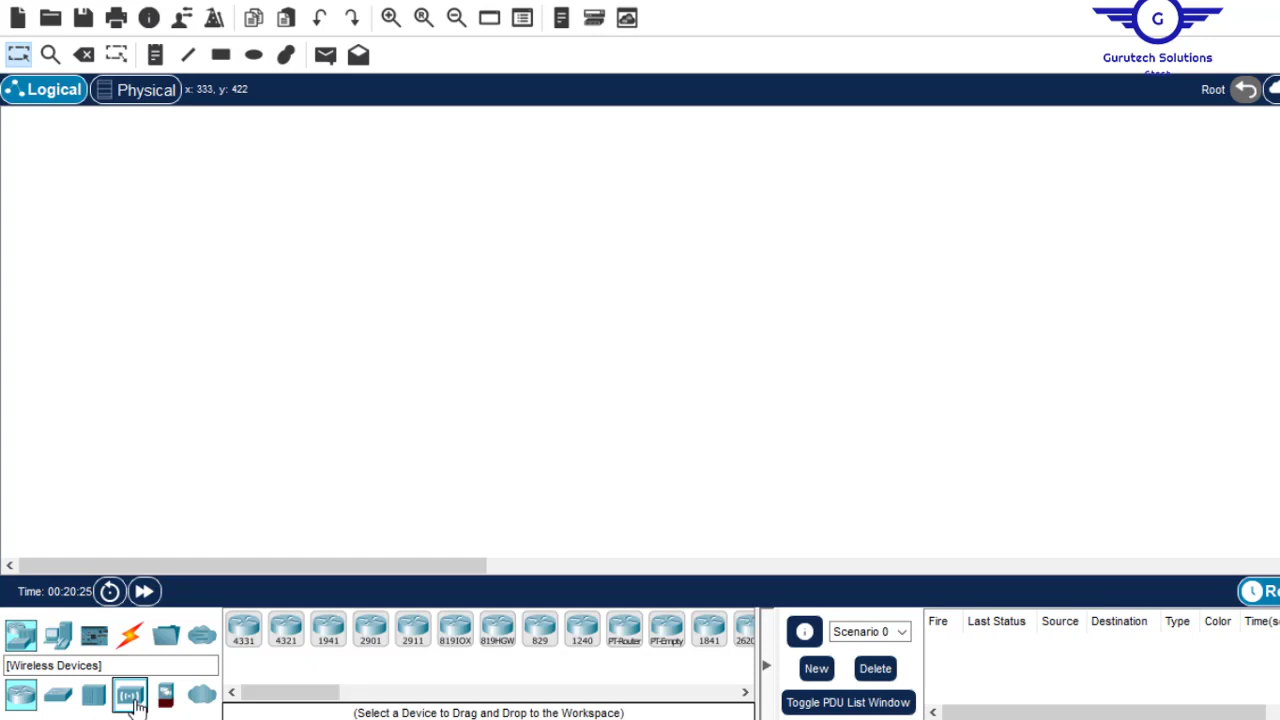 G
Gurutech Solutions
Logical
Physical
x: 333, y: 422
Root
Time: 00:20:25
[Wireless Devices]
4331
4321
1941
2901
2911
819IOX
819HGW
829
1240
PT-Router
PT-Empty
1841
2620
(Select a Device to Drag and Drop to the Workspace)
Scenario 0
New
Delete
Toggle PDU List Window
Fire
Last Status
Source
Destination
Type
Color
Time(s